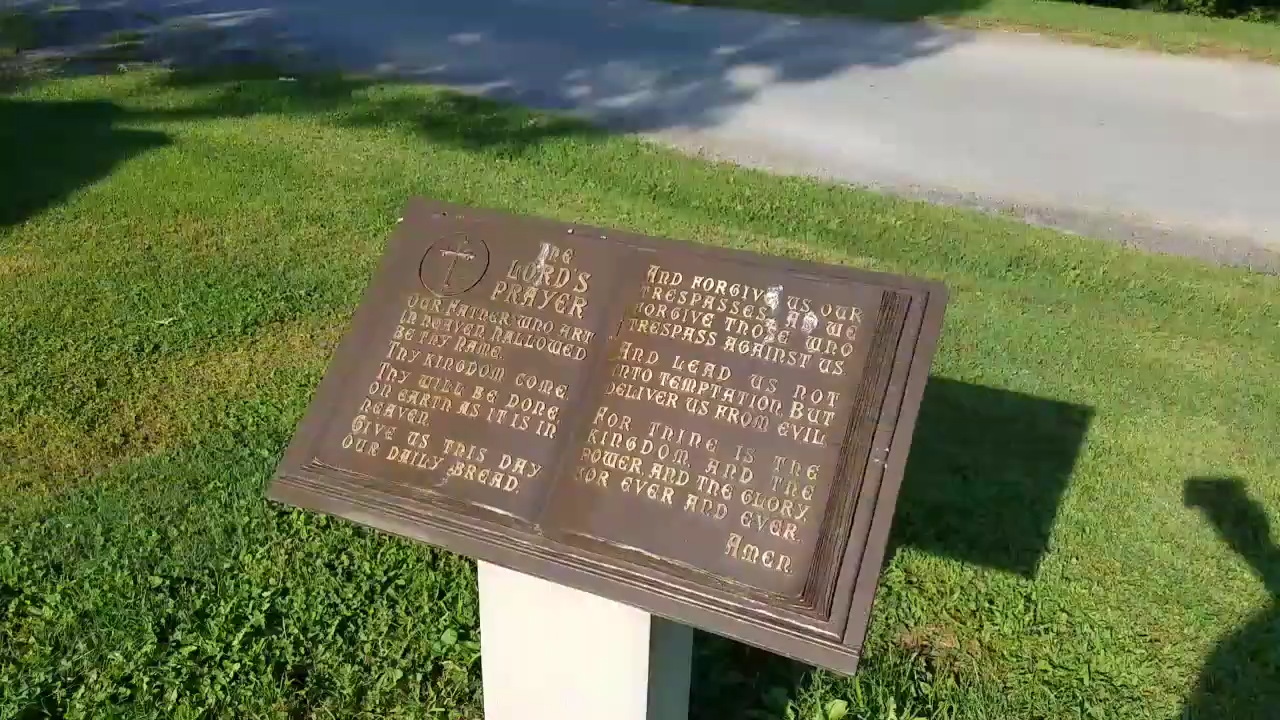 THE
LORD'S
PRAYER
OUR FATHER WHO ART
IN HEAVEN HALLOWED
BE THY NAME.
THY KINGDOM COME.
THY WILL BE DONE
ON EARTH AS IT IS IN
HEAVEN
GIVE US THIS DAY
OUR DAILY BREAD.
AND FORGIVE US OUR
TRESPASSES, AS WE
FORGIVE THOSE WHO
TRESPASS AGAINST US
AND LEAD US NOT
INTO TEMPTATION BUT
DELIVER US FROM EVIL
FOR THINE IS THE
KINGDOM, AND THE
POWER, AND THE GLORY,
FOR EVER AND EVER.
AMEN.